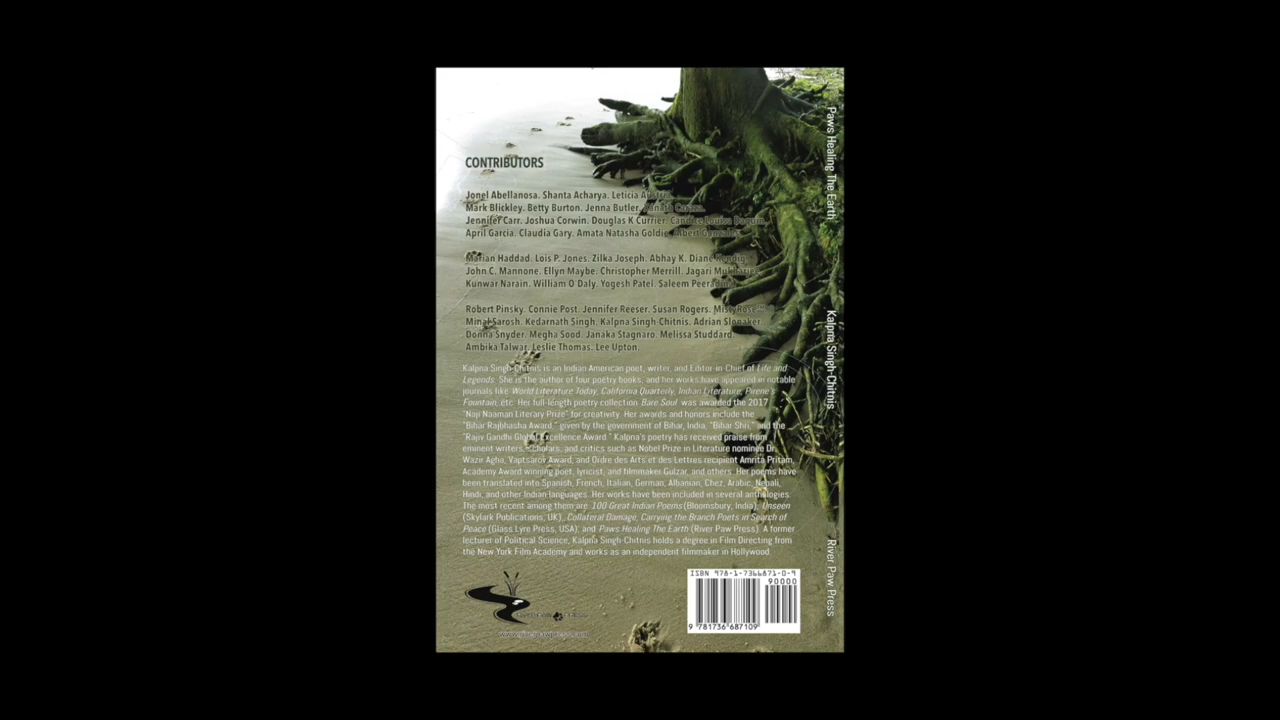 CONTRIBUTORS
Jonel Abellanosa. Shanta Acharya. Leticia
Mark Blickley. Betty Burton. Jenna Butler.
Jennifer Carr. Joshua Corwin. Douglas K Currier. Candice Louisa Daquin.
April Garcia. Claudia Gary. Amata Natasha Goldie. Albert Gonzalez.
Marian Haddad. Lois P. Jones. Zilka Joseph. Abhay K. Diane Kendig.
John C. Mannone. Ellyn Maybe. Christopher Merrill. Jagari Mukherjee.
Kunwar Narain. William O Daly. Yogesh Patel. Saleem Peeradina.
Robert Pinsky. Connie Post. Jennifer Reeser. Susan Rogers.
Minal Sarosh. Kedarnath Singh. Kalpna Singh-Chitnis. Adrian Slonaker.
Donna Snyder. Megha Sood. Janaka Stagnaro. Melissa Studdard.
Ambika Talwar. Leslie Thomas. Lee Upton.
Kalpna Singh-Chitnis is an Indian American poet, writer, and Editor-in-Chief of Life and
Legends. She is the author of four poetry books, and her works have appeared in notable
journals like World Literature Today, California Quarterly, Indian Literature, Pirene's
Fountain, etc. Her full-length poetry collection Bare Soul was awarded the 2017
"Naji Naaman Literary Prize" for creativity. Her awards and honors include the
"Bihar Rajbhasha Award," given by the government of Bihar, India, "Bihar Shri," and the
"Rajiv Gandhi Global Excellence Award." Kalpna's poetry has received praise from
eminent writers, scholars, and critics such as Nobel Prize in Literature nominee Dr.
Wazir Agha, Vaptsarov Award, and Ordre des Arts et des Lettres recipient Amrita Pritam,
Academy Award winning poet, lyricist, and filmmaker Gulzar, and others. Her poems have
been translated into Spanish, French, Italian, German, Albanian, Chez, Arabic, Nepali,
Hindi, and other Indian languages. Her works have been included in several anthologies.
The most recent among them are 100 Great Indian Poems (Bloomsbury, India), Unseen
(Skylark Publications, UK), Collateral Damage, Carrying the Branch Poets in Search of
Peace (Glass Lyre Press, USA), and Paws Healing The Earth (River Paw Press). A former
lecturer of Political Science, Kalpna Singh-Chitnis holds a degree in Film Directing from
the New York Film Academy and works as an independent filmmaker in Hollywood.
www.riverpawpress.com
ISBN 978-1-7366871-0-9
90000
9 781736 687109
Paws Healing The Earth
Kalpna Singh-Chitnis
River Paw Press